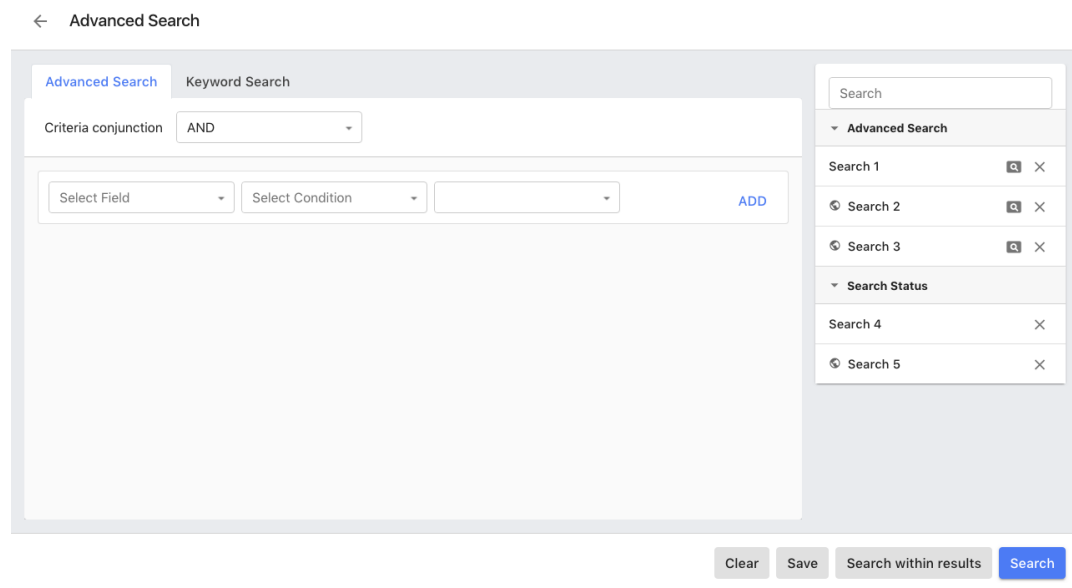 Advanced Search
Advanced Search Keyword Search
Criteria conjunction AND
Select Field Select Condition ADD
Search
Advanced Search
Search 1
Search 2
Search 3
Search Status
Search 4
Search 5
Clear Save Search within results Search